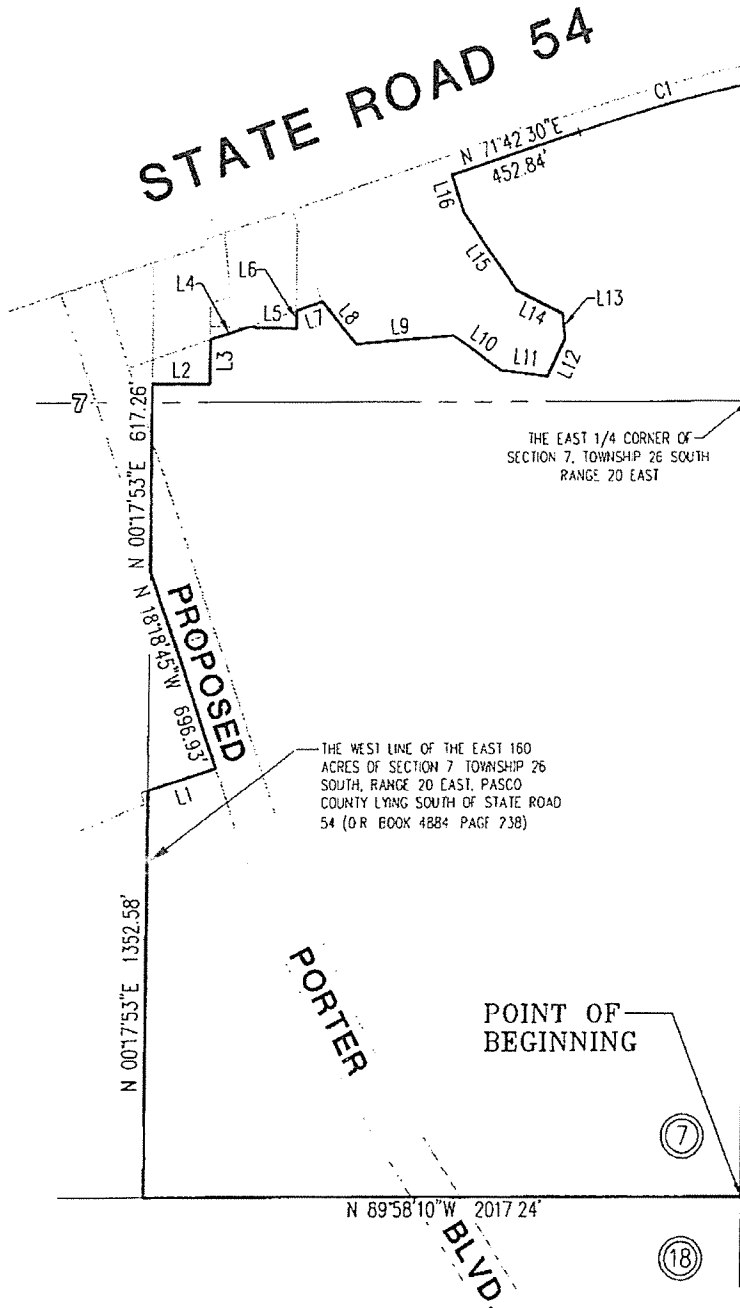 STATE ROAD 54
C1
N 71°42'30"E
452.84'
L16
L15
L14
L13
L12
L11
L10
L9
L8
L7
L6
L5
L4
L3
L2
7
N 00°17'53"E 617.26'
THE EAST 1/4 CORNER OF
SECTION 7, TOWNSHIP 26 SOUTH
RANGE 20 EAST
N 18°18'45"W 696.93'
PROPOSED
L1
THE WEST LINE OF THE EAST 160
ACRES OF SECTION 7 TOWNSHIP 26
SOUTH, RANGE 20 EAST, PASCO
COUNTY LYING SOUTH OF STATE ROAD
54 (O R BOOK 4884 PAGE 238)
N 00°17'53"E 1352.58'
PORTER
POINT OF
BEGINNING
7
N 89°58'10"W 2017 24'
BLVD.
18